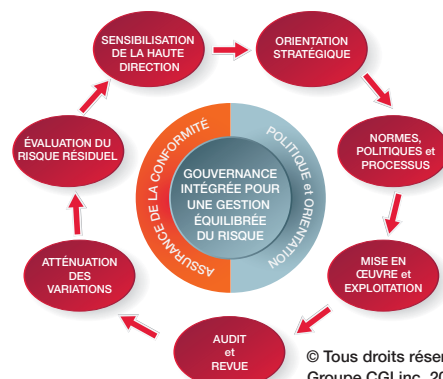 SENSIBILISATION
DE LA HAUTE
DIRECTION
ORIENTATION
STRATÉGIQUE
NORMES,
POLITIQUES et
PROCESSUS
MISE EN
ŒUVRE et
EXPLOITATION
AUDIT
et
REVUE
ATTÉNUATION
DES
VARIATIONS
ÉVALUATION DU
RISQUE RÉSIDUEL
ASSURANCE DE LA CONFORMITÉ
POLITIQUE et ORIENTATION
GOUVERNANCE
INTÉGRÉE POUR
UNE GESTION
ÉQUILIBRÉE
DU RISQUE
© Tous droits réser
Groupe CGI inc. 20